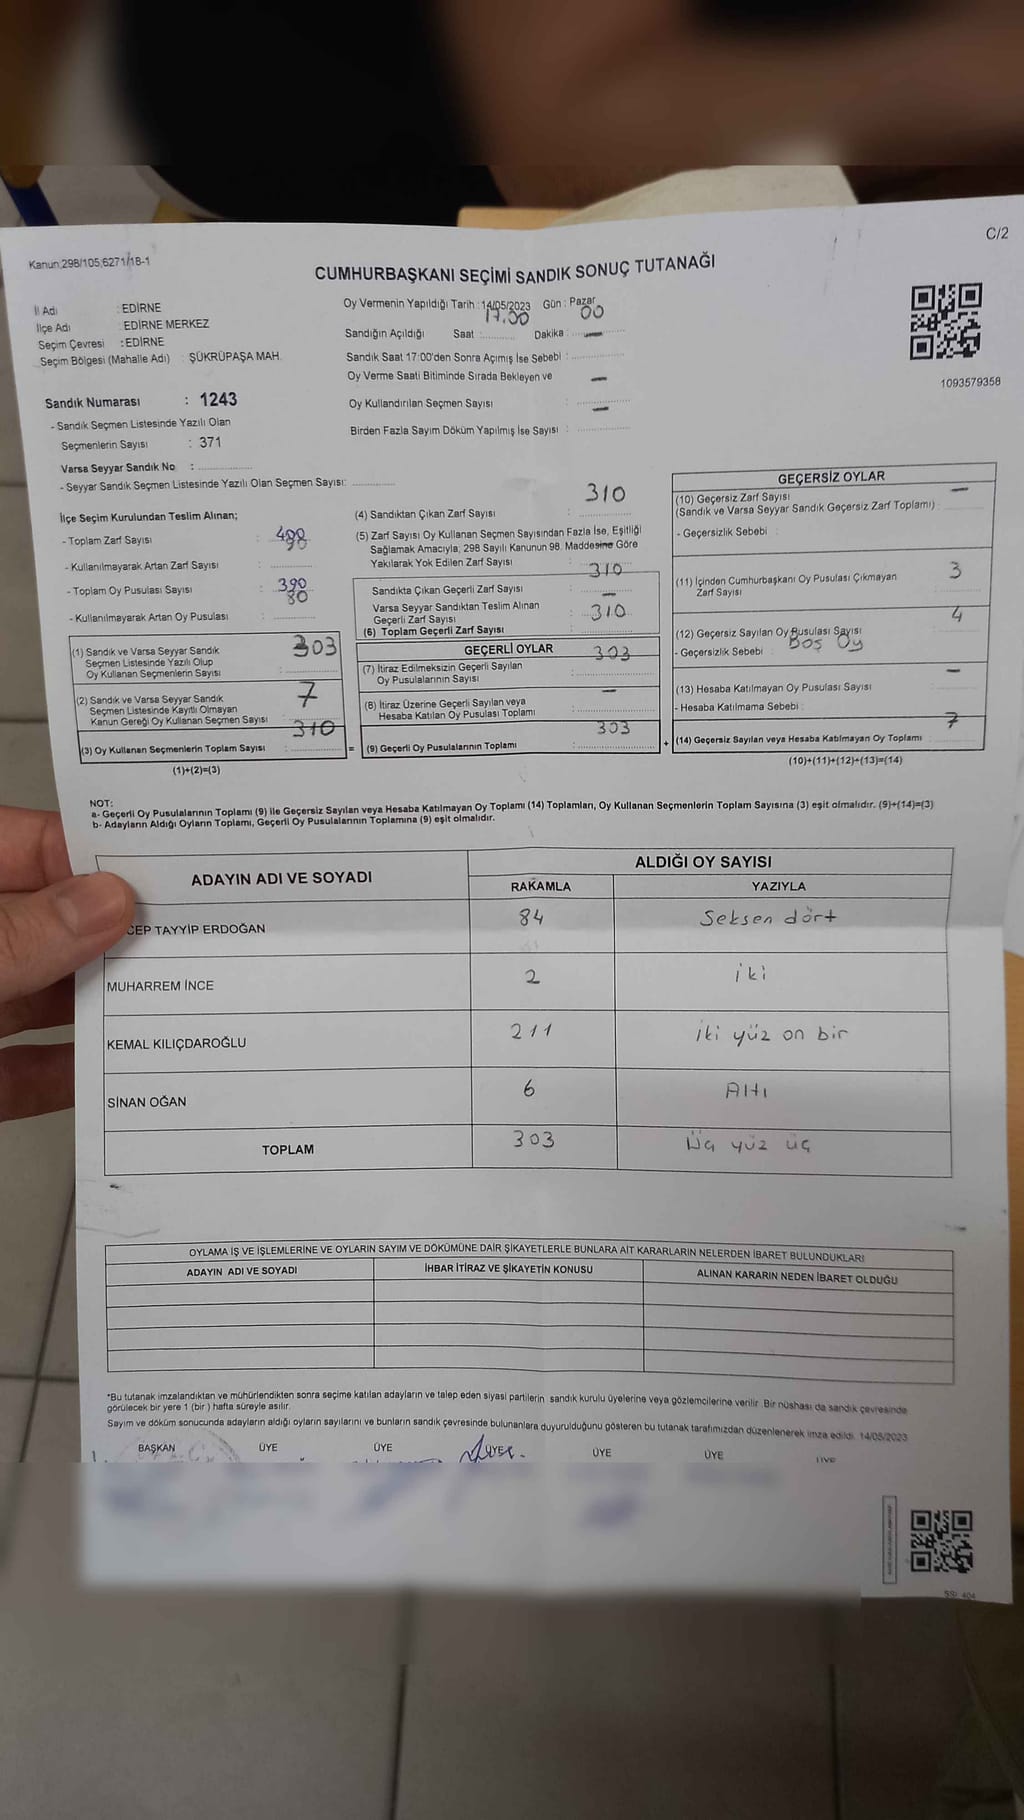 C/2
Kanun:298/105,6271/18-1
CUMHURBAŞKANI SEÇİMİ SANDIK SONUÇ TUTANAĞI
İl Adı : EDİRNE
İlçe Adı : EDİRNE MERKEZ
Seçim Çevresi : EDİRNE
Seçim Bölgesi (Mahalle Adı) : ŞÜKRÜPAŞA MAH.
Sandık Numarası : 1243
- Sandık Seçmen Listesinde Yazılı Olan
Seçmenlerin Sayısı : 371
Varsa Seyyar Sandık No :
- Seyyar Sandık Seçmen Listesinde Yazılı Olan Seçmen Sayısı:
Oy Vermenin Yapıldığı Tarih : 14/05/2023 Gün : Pazar
17.00 00
Sandığın Açıldığı Saat : Dakika : —
Sandık Saat 17:00'den Sonra Açımış İse Sebebi :
Oy Verme Saati Bitiminde Sırada Bekleyen ve —
Oy Kullandırılan Seçmen Sayısı : —
Birden Fazla Sayım Döküm Yapılmış İse Sayısı :
1093579358
İlçe Seçim Kurulundan Teslim Alınan;
- Toplam Zarf Sayısı :
- Kullanılmayarak Artan Zarf Sayısı :
- Toplam Oy Pusulası Sayısı : 390
80
- Kullanılmayarak Artan Oy Pusulası :
(1) Sandık ve Varsa Seyyar Sandık 303
Seçmen Listesinde Yazılı Olup
Oy Kullanan Seçmenlerin Sayısı :
(2) Sandık ve Varsa Seyyar Sandık 7
Seçmen Listesinde Kayıtlı Olmayan
Kanun Gereği Oy Kullanan Seçmen Sayısı :
310
(3) Oy Kullanan Seçmenlerin Toplam Sayısı : =
(1)+(2)=(3)
310
(4) Sandıktan Çıkan Zarf Sayısı :
(5) Zarf Sayısı Oy Kullanan Seçmen Sayısından Fazla İse, Eşitliği
Sağlamak Amacıyla; 298 Sayılı Kanunun 98. Maddesine Göre
Yakılarak Yok Edilen Zarf Sayısı : —
310
Sandıkta Çıkan Geçerli Zarf Sayısı :
Varsa Seyyar Sandıktan Teslim Alınan —
Geçerli Zarf Sayısı : 310
(6) Toplam Geçerli Zarf Sayısı :
GEÇERLİ OYLAR
303
(7) İtiraz Edilmeksizin Geçerli Sayılan
Oy Pusulalarının Sayısı :
(8) İtiraz Üzerine Geçerli Sayılan veya —
Hesaba Katılan Oy Pusulası Toplamı :
303
(9) Geçerli Oy Pusulalarının Toplamı : +
GEÇERSİZ OYLAR
(10) Geçersiz Zarf Sayısı —
(Sandık ve Varsa Seyyar Sandık Geçersiz Zarf Toplamı) :
- Geçersizlik Sebebi :
(11) İçinden Cumhurbaşkanı Oy Pusulası Çıkmayan 3
Zarf Sayısı :
4
(12) Geçersiz Sayılan Oy Pusulası Sayısı :
- Geçersizlik Sebebi : Boş Oy
(13) Hesaba Katılmayan Oy Pusulası Sayısı : —
- Hesaba Katılmama Sebebi :
7
(14) Geçersiz Sayılan veya Hesaba Katılmayan Oy Toplamı :
(10)+(11)+(12)+(13)=(14)
NOT:
a- Geçerli Oy Pusulalarının Toplamı (9) ile Geçersiz Sayılan veya Hesaba Katılmayan Oy Toplamı (14) Toplamları, Oy Kullanan Seçmenlerin Toplam Sayısına (3) eşit olmalıdır. (9)+(14)=(3)
b- Adayların Aldığı Oyların Toplamı, Geçerli Oy Pusulalarının Toplamına (9) eşit olmalıdır.
ADAYIN ADI VE SOYADI ALDIĞI OY SAYISI
RAKAMLA YAZIYLA
CEP TAYYİP ERDOĞAN 84 Seksen dört
MUHARREM İNCE 2 iki
KEMAL KILIÇDAROĞLU 211 iki yüz on bir
SİNAN OĞAN 6 Altı
TOPLAM 303 Üç yüz üç
OYLAMA İŞ VE İŞLEMLERİNE VE OYLARIN SAYIM VE DÖKÜMÜNE DAİR ŞİKAYETLERLE BUNLARA AİT KARARLARIN NELERDEN İBARET BULUNDUKLARI
ADAYIN ADI VE SOYADI İHBAR İTİRAZ VE ŞİKAYETİN KONUSU ALINAN KARARIN NEDEN İBARET OLDUĞU
*Bu tutanak imzalandıktan ve mühürlendikten sonra seçime katılan adayların ve talep eden siyasi partilerin sandık kurulu üyelerine veya gözlemcilerine verilir. Bir nüshası da sandık çevresinde
görülecek bir yere 1 (bir) hafta süreyle asılır.
Sayım ve döküm sonucunda adayların aldığı oyların sayılarını ve bunların sandık çevresinde bulunanlara duyurulduğunu gösteren bu tutanak tarafımızdan düzenlenerek imza edildi. 14/05/2023
BAŞKAN ÜYE ÜYE ÜYE ÜYE ÜYE ÜYE